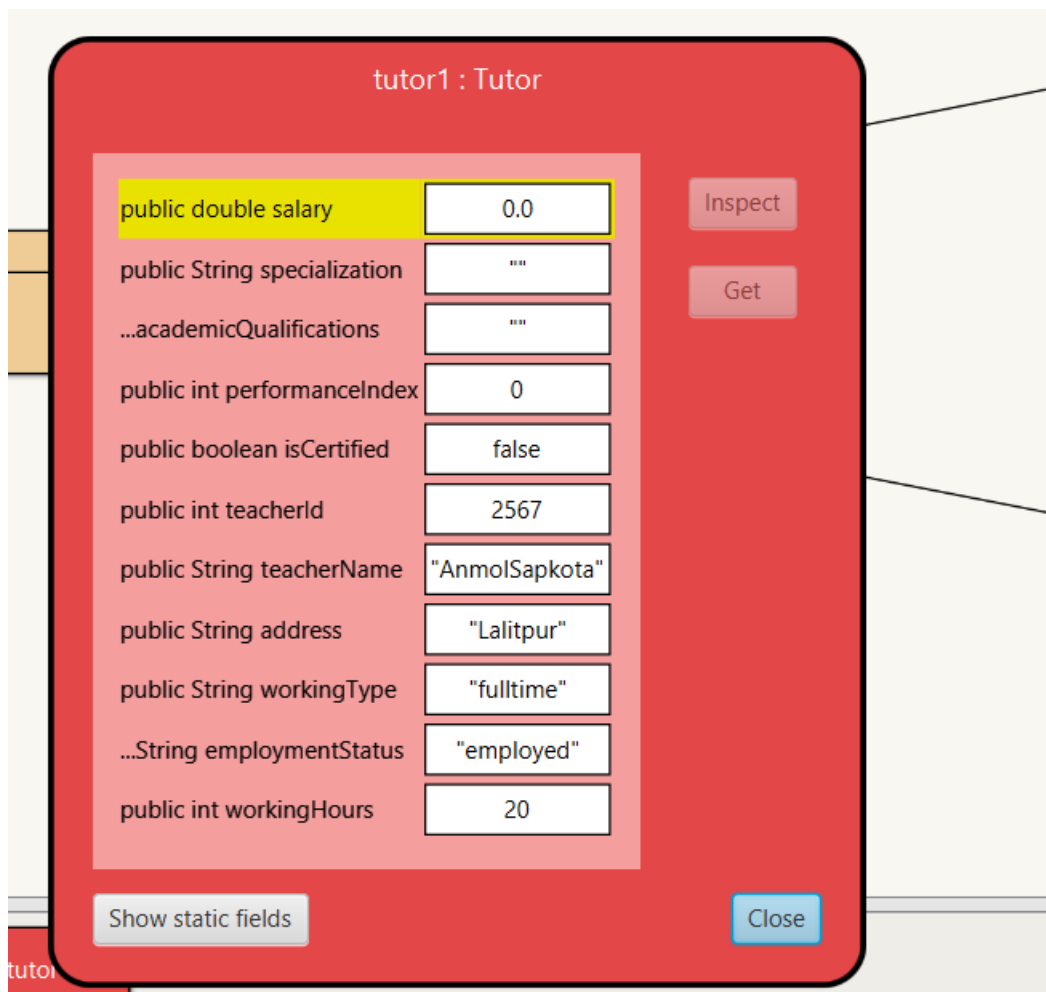 tutor1 : Tutor
public double salary 0.0
Inspect
public String specialization ""
Get
...academicQualifications ""
public int performanceIndex 0
public boolean isCertified false
public int teacherId 2567
public String teacherName "AnmolSapkota"
public String address "Lalitpur"
public String workingType "fulltime"
...String employmentStatus "employed"
public int workingHours 20
Show static fields
Close
tutor